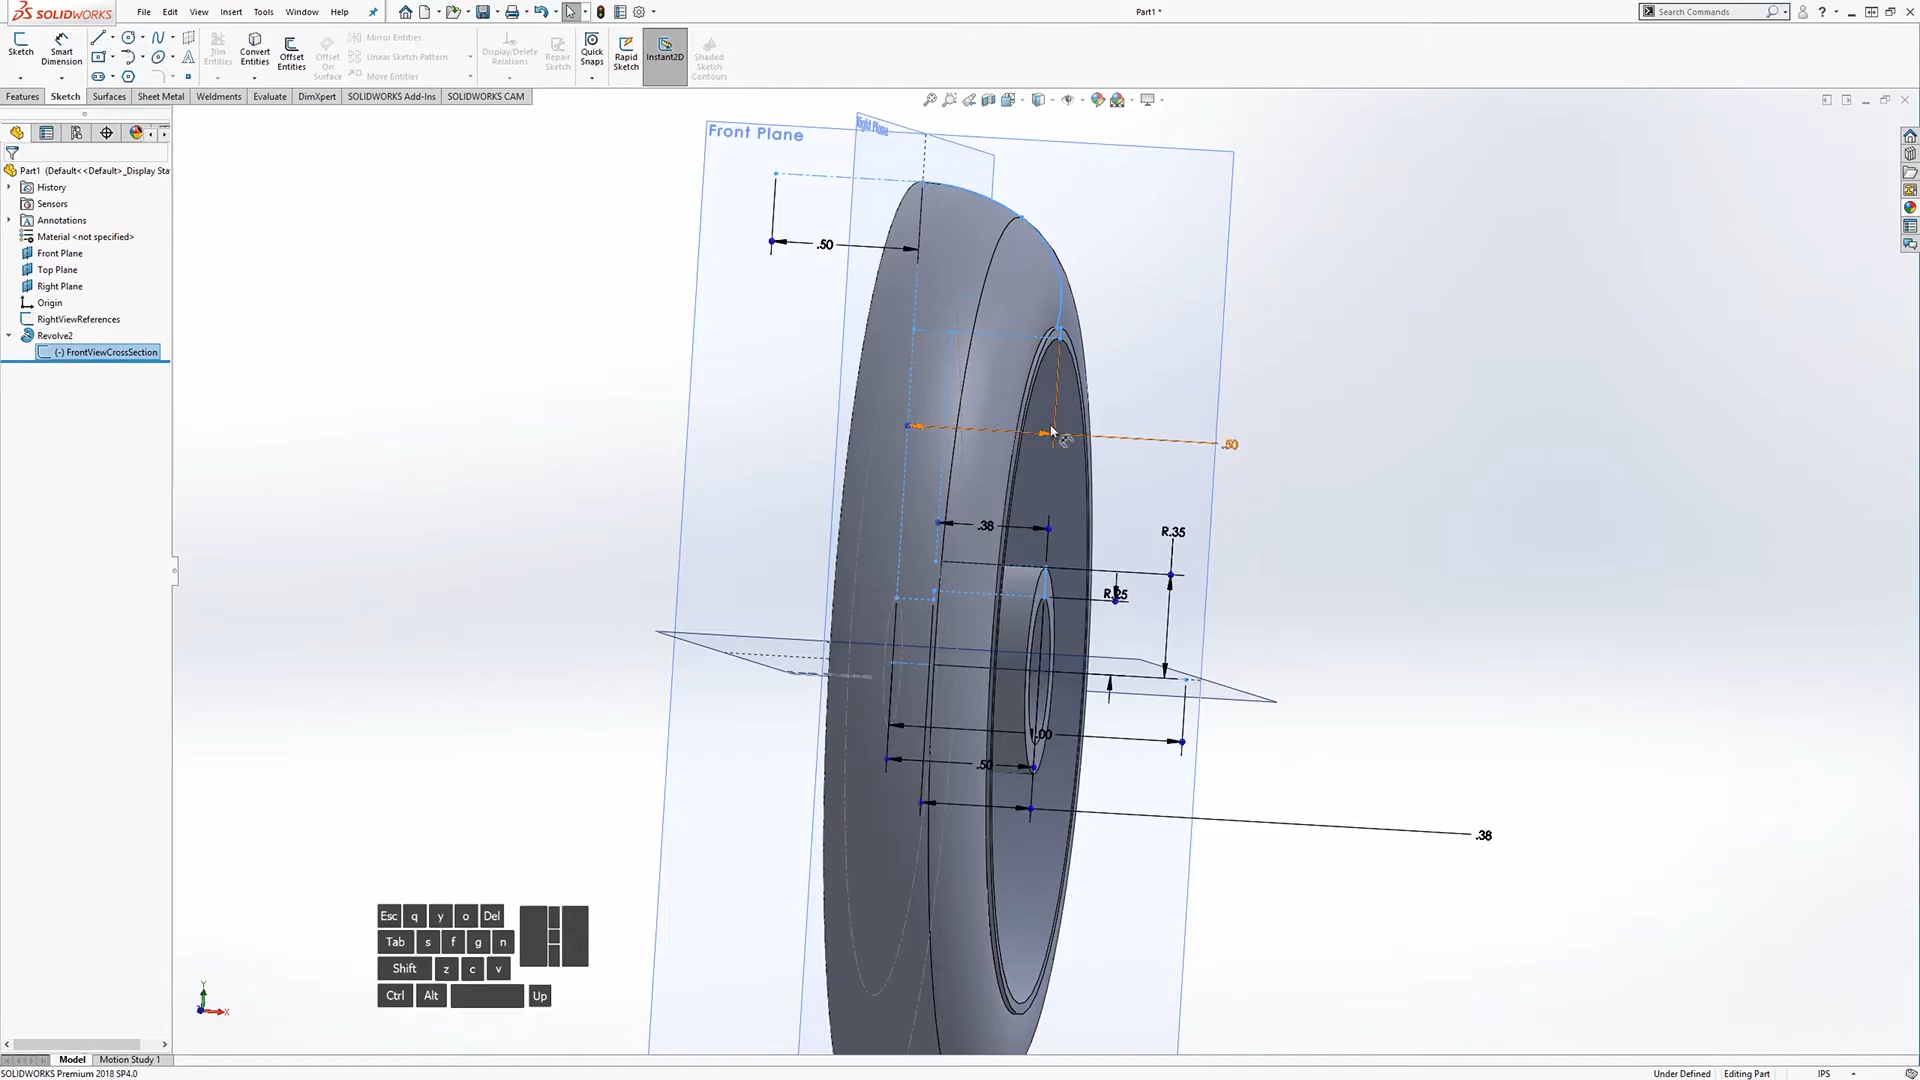 SOLIDWORKS File Edit View Insert Tools Window Help Part1 * Search Commands ?
Sketch Smart Dimension Trim Entities Convert Entities Offset Entities Offset On Surface Mirror Entities Linear Sketch Pattern Move Entities Display/Delete Relations Repair Sketch Quick Snaps Rapid Sketch Instant2D Shaded Sketch Contours
Features Sketch Surfaces Sheet Metal Weldments Evaluate DimXpert SOLIDWORKS Add-Ins SOLIDWORKS CAM
Part1 (Default<<Default>_Display Sta
History
Sensors
Annotations
Material <not specified>
Front Plane
Top Plane
Right Plane
Origin
RightViewReferences
Revolve2
(-) FrontViewCrossSection
Front Plane
Right Plane
.50
.50
.38
R.35
R.25
1.00
.50
.38
Esc q y o Del
Tab s f g n
Shift z c v
Ctrl Alt Up
Y
X
Model Motion Study 1
SOLIDWORKS Premium 2018 SP4.0 Under Defined Editing Part IPS